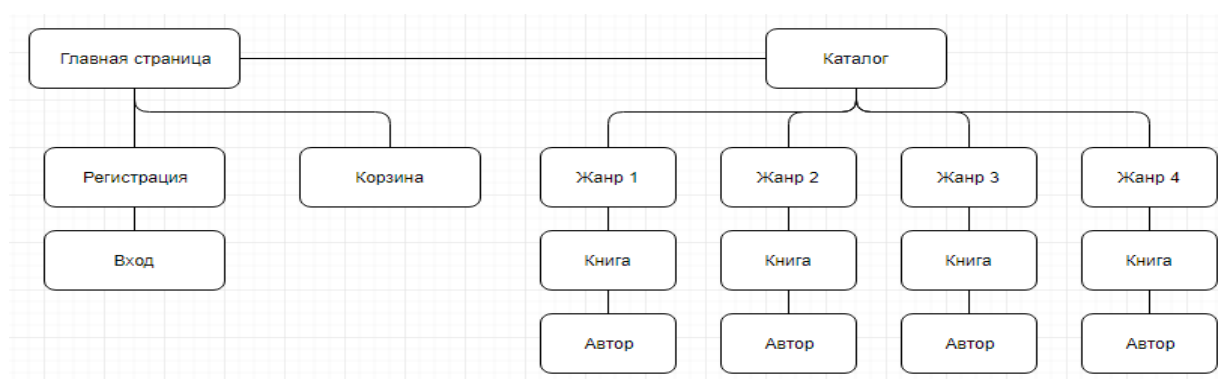 Главная страница
Каталог
Регистрация
Корзина
Жанр 1
Жанр 2
Жанр 3
Жанр 4
Вход
Книга
Книга
Книга
Книга
Автор
Автор
Автор
Автор